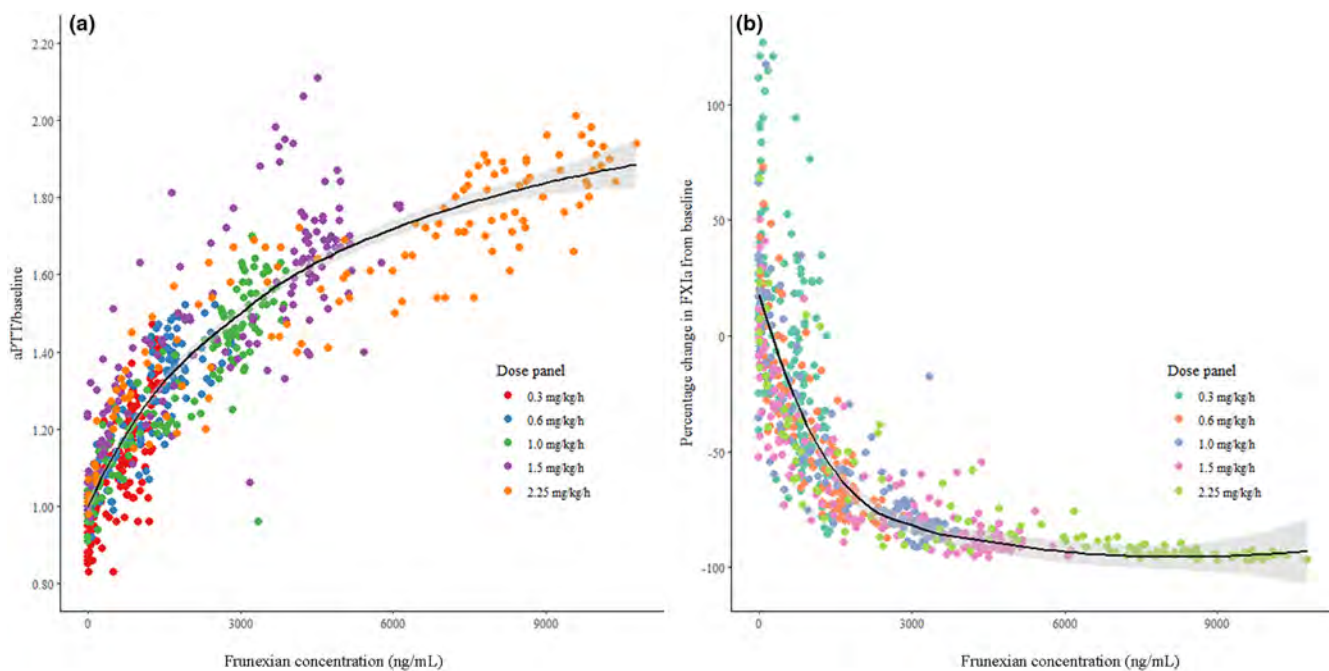 (a)
2.20
2.00
1.80
1.60
1.40
1.20
1.00
0.80
aPTT/baseline
Dose panel
0.3 mg/kg/h
0.6 mg/kg/h
1.0 mg/kg/h
1.5 mg/kg/h
2.25 mg/kg/h
0 3000 6000 9000
Frunexian concentration (ng/mL)
(b)
100
50
0
-50
-100
Percentage change in FXIa from baseline
Dose panel
0.3 mg/kg/h
0.6 mg/kg/h
1.0 mg/kg/h
1.5 mg/kg/h
2.25 mg/kg/h
0 3000 6000 9000
Frunexian concentration (ng/mL)